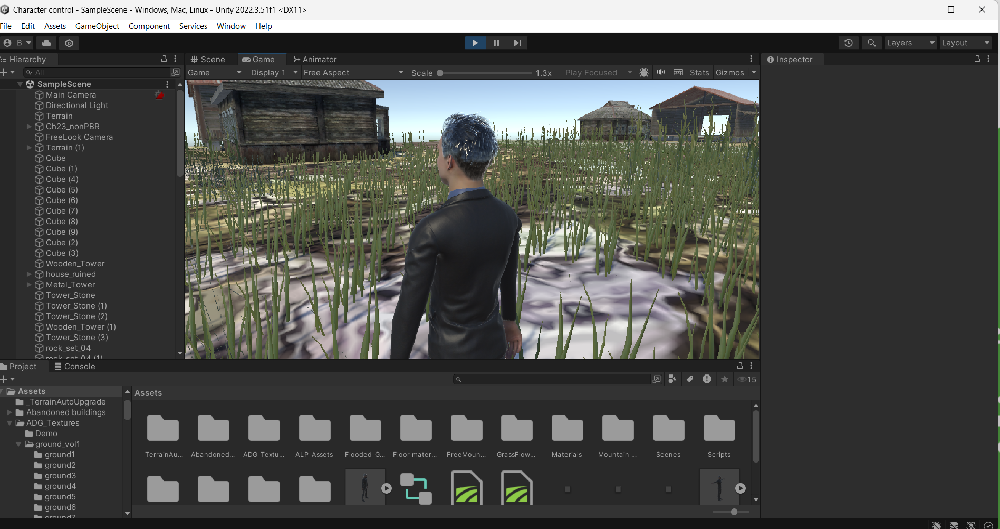 Character control - SampleScene - Windows, Mac, Linux - Unity 2022.3.51f1 <DX11>
File Edit Assets GameObject Component Services Window Help
B Layers Layout
Hierarchy
All
SampleScene
Main Camera
Directional Light
Terrain
Ch23_nonPBR
FreeLook Camera
Terrain (1)
Cube
Cube (1)
Cube (4)
Cube (5)
Cube (6)
Cube (7)
Cube (8)
Cube (9)
Cube (2)
Cube (3)
Wooden_Tower
house_ruined
Metal_Tower
Tower_Stone
Tower_Stone (1)
Tower_Stone (2)
Wooden_Tower (1)
Tower_Stone (3)
rock_set_04
rock_set_04 (1)
Scene Game Animator
Game Display 1 Free Aspect Scale 1.3x Play Focused Stats Gizmos
Inspector
Project Console
15
Assets
_TerrainAutoUpgrade
Abandoned buildings
ADG_Textures
Demo
ground_vol1
ground1
ground2
ground3
ground4
ground5
ground6
ground7
Assets
_TerrainAu... Abandoned... ADG_Textu... ALP_Assets Flooded_G... Floor mater... FreeMoun... GrassFlow... Materials Mountain ... Scenes Scripts